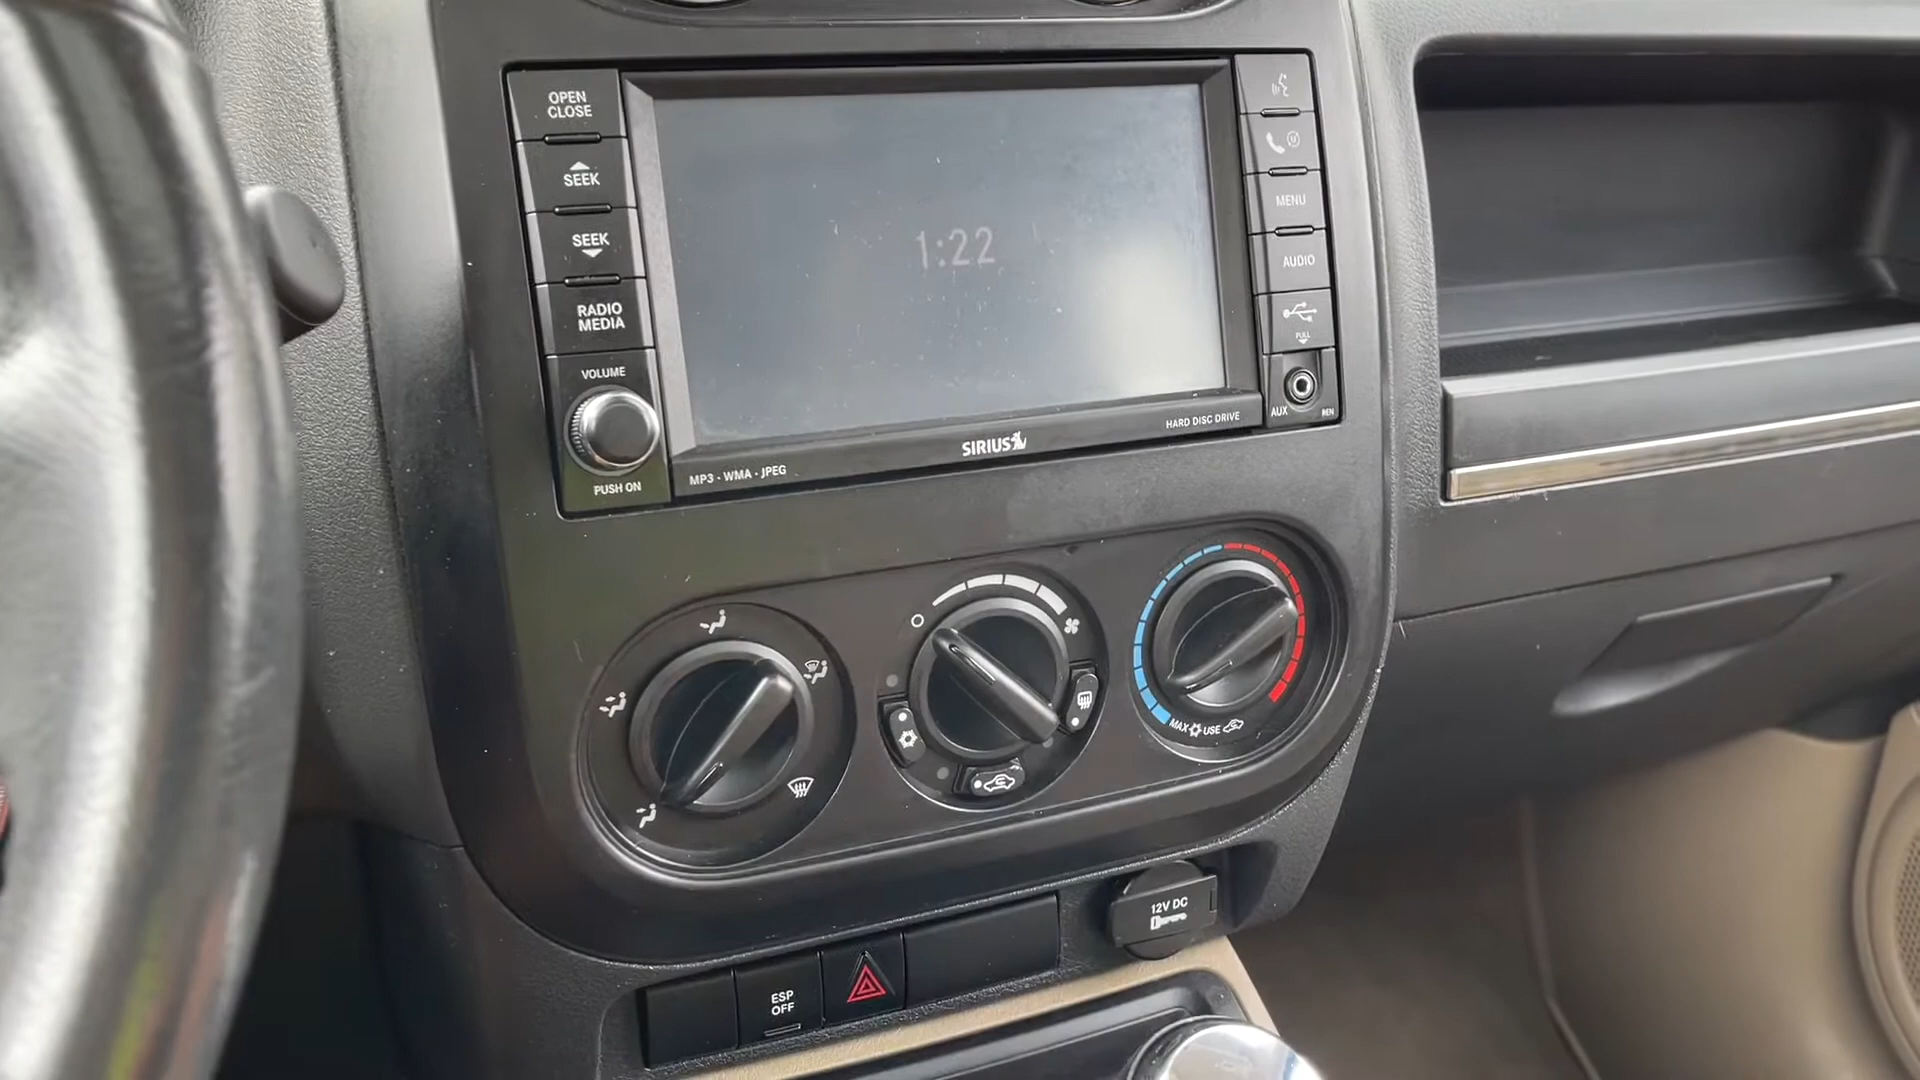 OPEN
CLOSE
SEEK
SEEK
RADIO
MEDIA
VOLUME
PUSH ON
1:22
MP3 - WMA - JPEG
SIRIUS
HARD DISC DRIVE
MENU
AUDIO
PULL
AUX
MAX USE
12V DC
ESP
OFF